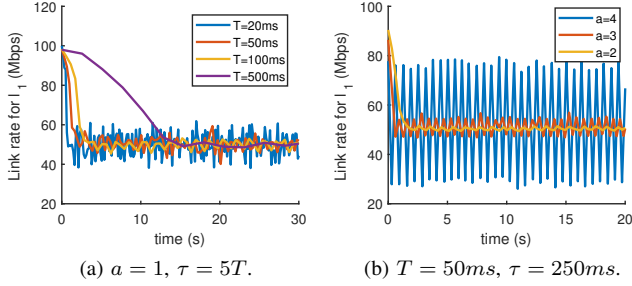 120
100
80
60
40
20
Link rate for l_1 (Mbps)
0
10
20
30
time (s)
T=20ms
T=50ms
T=100ms
T=500ms
(a) a = 1, τ = 5T.
100
80
60
40
20
Link rate for l_1 (Mbps)
0
5
10
15
20
time (s)
a=4
a=3
a=2
(b) T = 50ms, τ = 250ms.